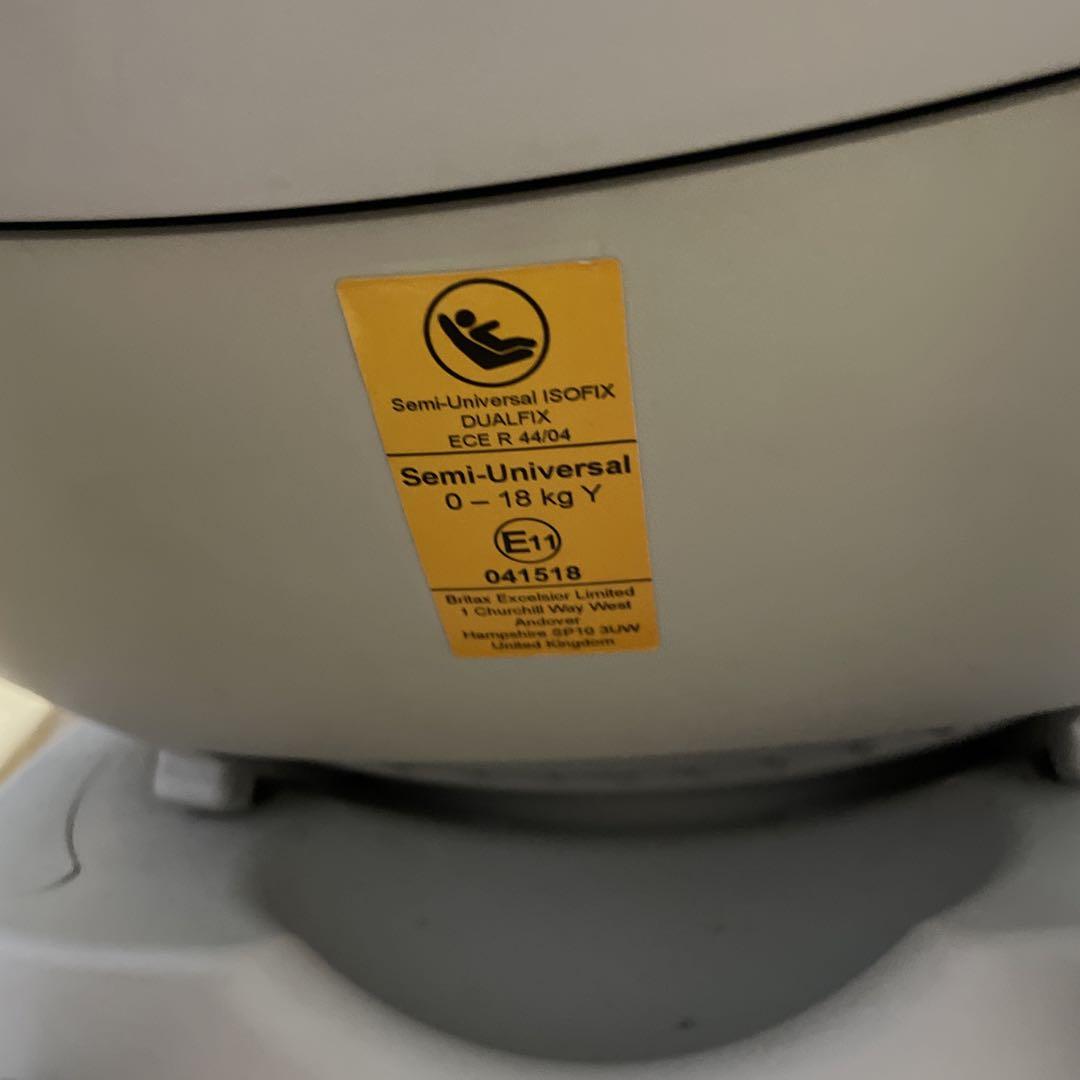 Semi-Universal ISOFIX
DUALFIX
ECE R 44/04
Semi-Universal
0 – 18 kg Y
E11
041518
Britax Excelsior Limited
1 Churchill Way West
Andover
Hampshire SP10 3UW
United Kingdom